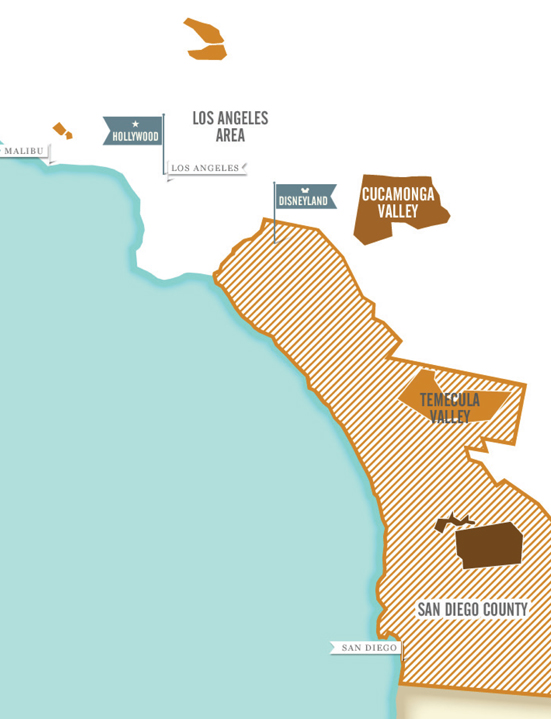 HOLLYWOOD
LOS ANGELES
AREA
MALIBU
LOS ANGELES
DISNEYLAND
CUCAMONGA
VALLEY
TEMECULA
VALLEY
SAN DIEGO COUNTY
SAN DIEGO